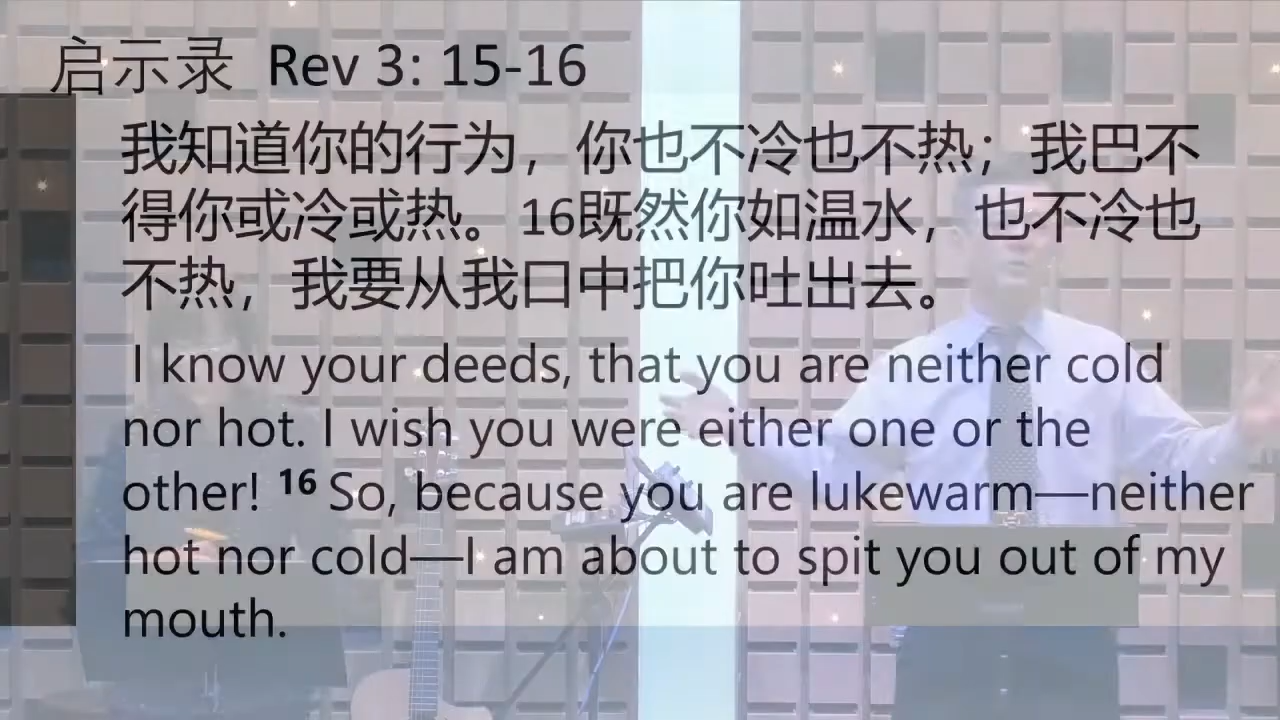 启示录 Rev 3: 15-16
我知道你的行为，你也不冷也不热；我巴不
得你或冷或热。16既然你如温水，也不冷也
不热，我要从我口中把你吐出去。
I know your deeds, that you are neither cold
nor hot. I wish you were either one or the
other! 16 So, because you are lukewarm—neither
hot nor cold—I am about to spit you out of my
mouth.